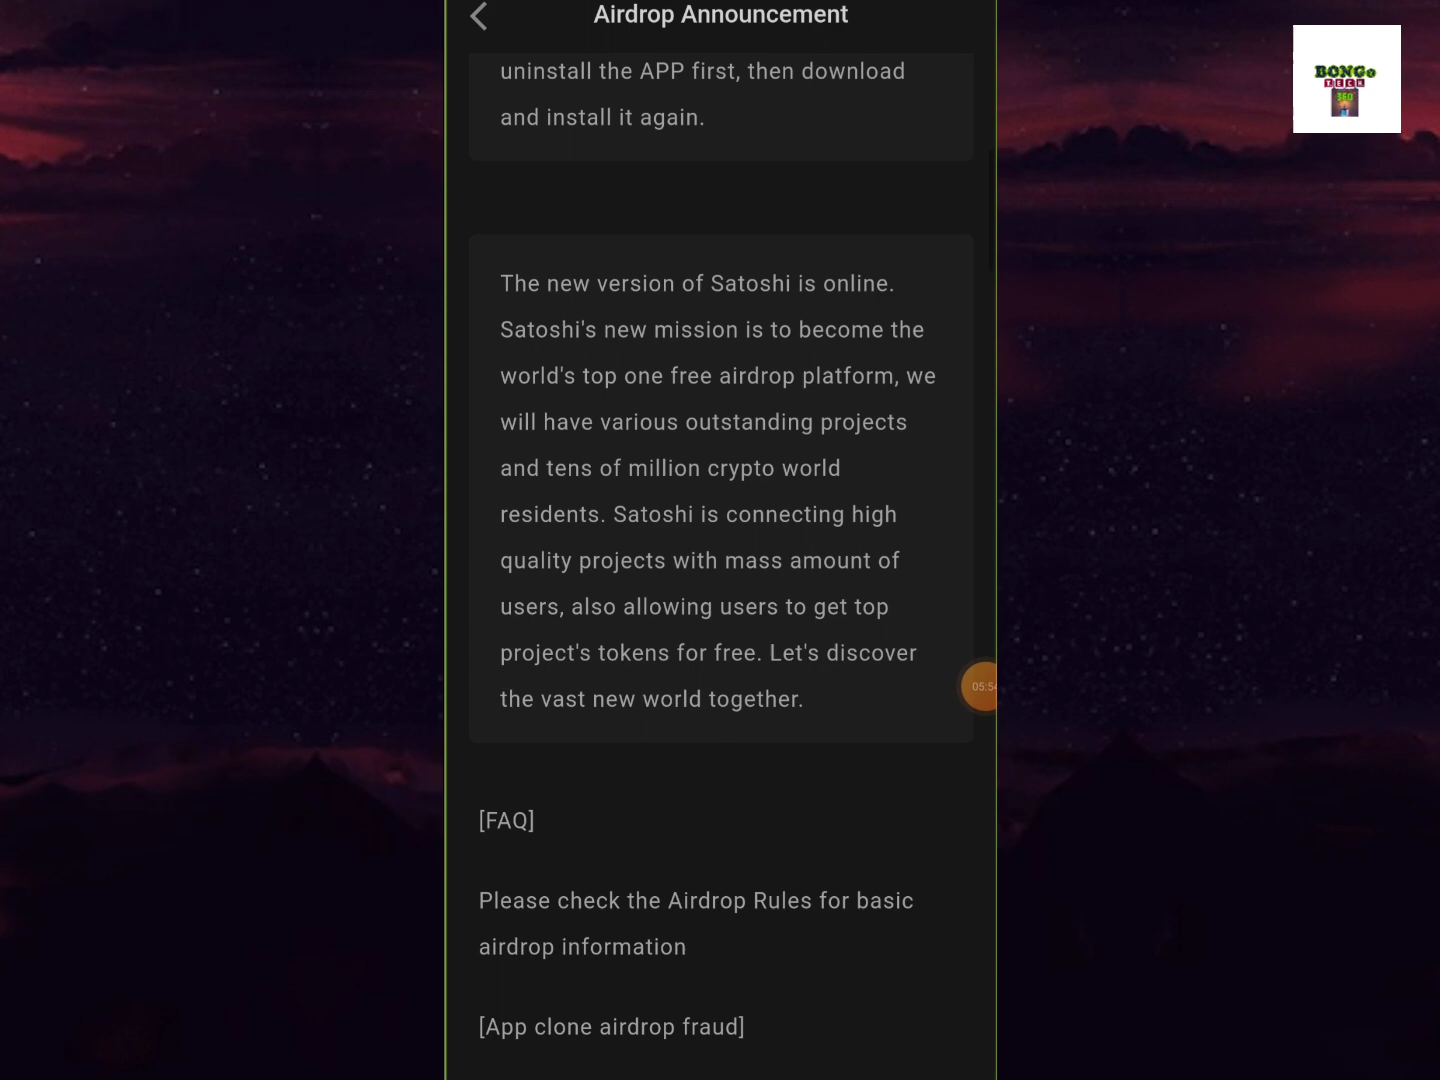 Airdrop Announcement
uninstall the APP first, then download
and install it again.
The new version of Satoshi is online.
Satoshi's new mission is to become the
world's top one free airdrop platform, we
will have various outstanding projects
and tens of million crypto world
residents. Satoshi is connecting high
quality projects with mass amount of
users, also allowing users to get top
project's tokens for free. Let's discover
the vast new world together.
[FAQ]
Please check the Airdrop Rules for basic
airdrop information
[App clone airdrop fraud]
05:54
BONGo
TECK
360